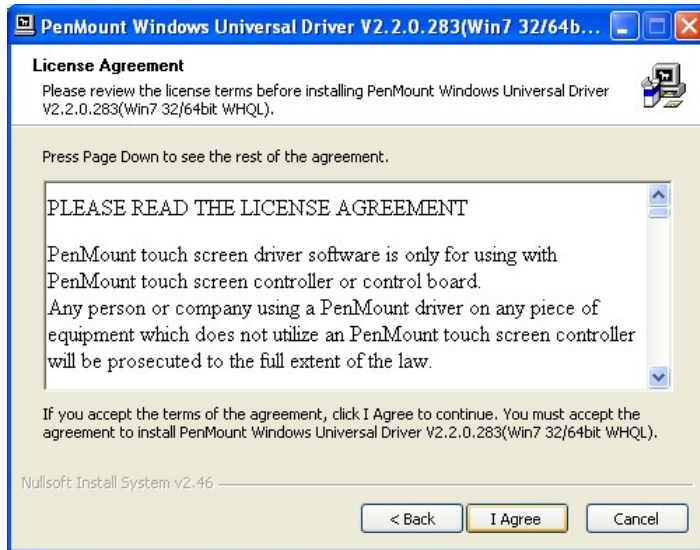 PenMount Windows Universal Driver V2.2.0.283(Win7 32/64b...
License Agreement
Please review the license terms before installing PenMount Windows Universal Driver
V2.2.0.283(Win7 32/64bit WHQL).
Press Page Down to see the rest of the agreement.
PLEASE READ THE LICENSE AGREEMENT
PenMount touch screen driver software is only for using with
PenMount touch screen controller or control board.
Any person or company using a PenMount driver on any piece of
equipment which does not utilize an PenMount touch screen controller
will be prosecuted to the full extent of the law.
If you accept the terms of the agreement, click I Agree to continue. You must accept the
agreement to install PenMount Windows Universal Driver V2.2.0.283(Win7 32/64bit WHQL).
Nullsoft Install System v2.46
< Back
I Agree
Cancel